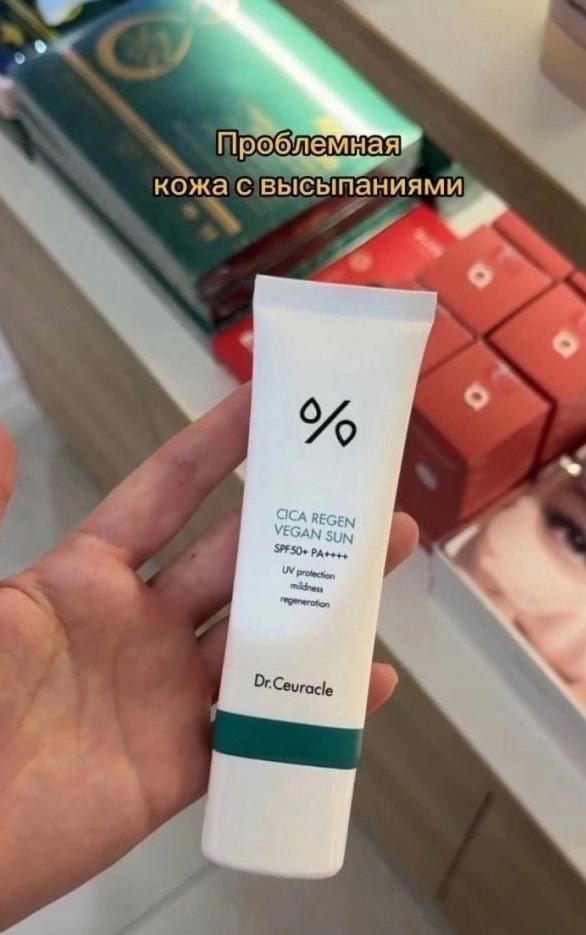 Проблемная
кожа с высыпаниями
%
CICA REGEN
VEGAN SUN
SPF50+ PA++++
UV protection
mildness
regeneration
Dr.Ceuracle